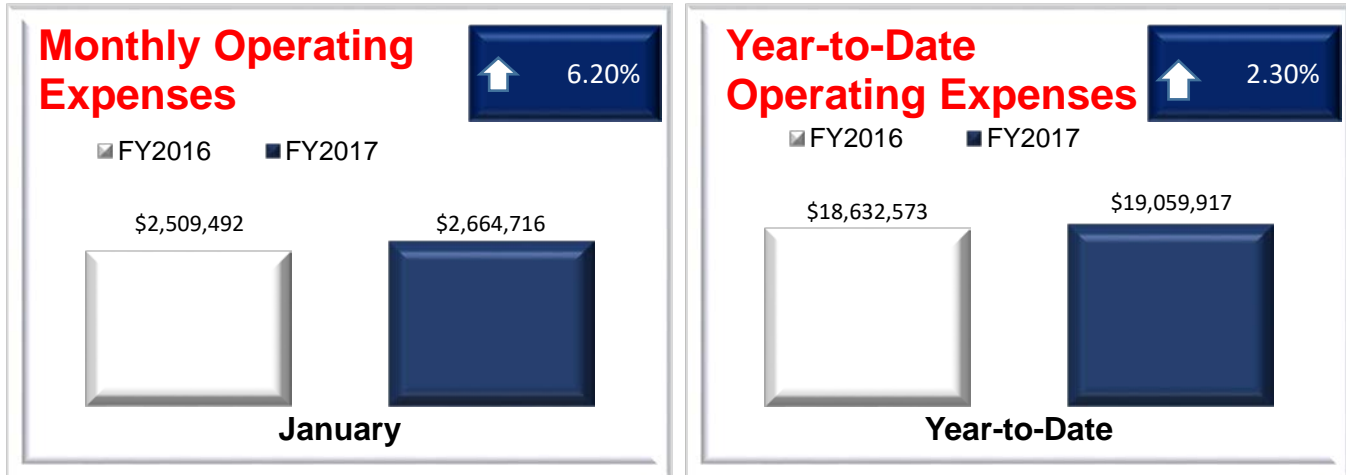 Monthly Operating
Expenses
6.20%
FY2016 FY2017
$2,509,492 $2,664,716
January
Year-to-Date
Operating Expenses
2.30%
FY2016 FY2017
$18,632,573 $19,059,917
Year-to-Date